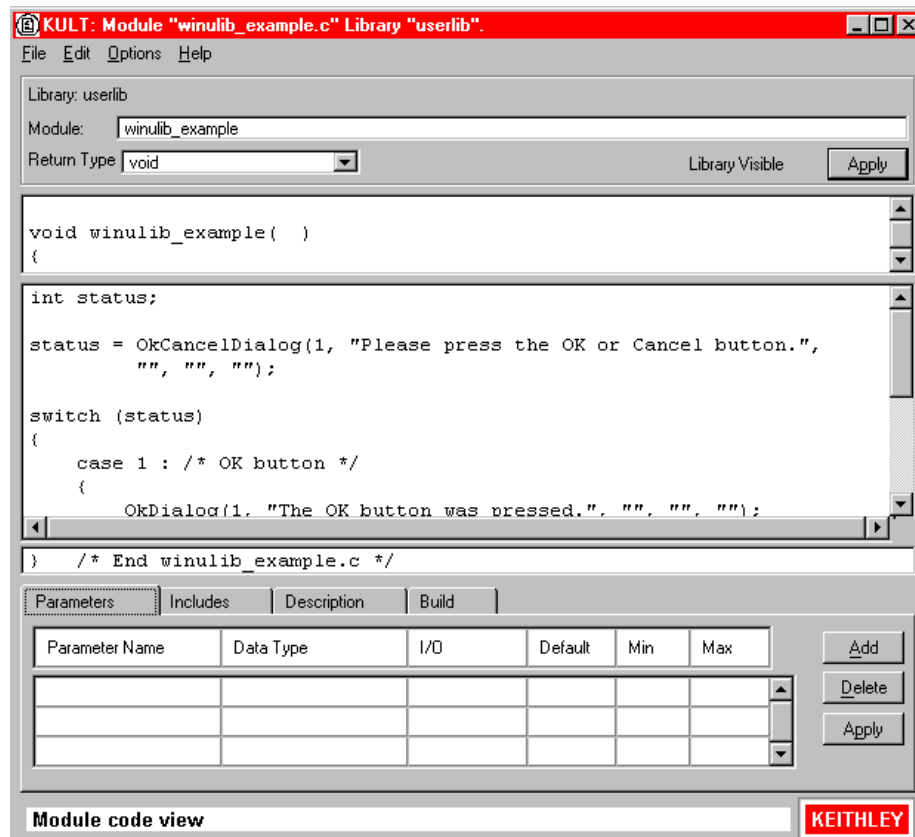 KULT: Module "winulib_example.c" Library "userlib".
File Edit Options Help
Library: userlib
Module: winulib_example
Return Type void Library Visible Apply
void winulib_example(  )
{
int status;
status = OkCancelDialog(1, "Please press the OK or Cancel button.",
"", "", "");
switch (status)
{
case 1 : /* OK button */
{
OkDialog(1, "The OK button was pressed.", "", "", "");
}   /* End winulib_example.c */
Parameters Includes Description Build
Parameter Name Data Type I/O Default Min Max Add
Delete
Apply
Module code view KEITHLEY